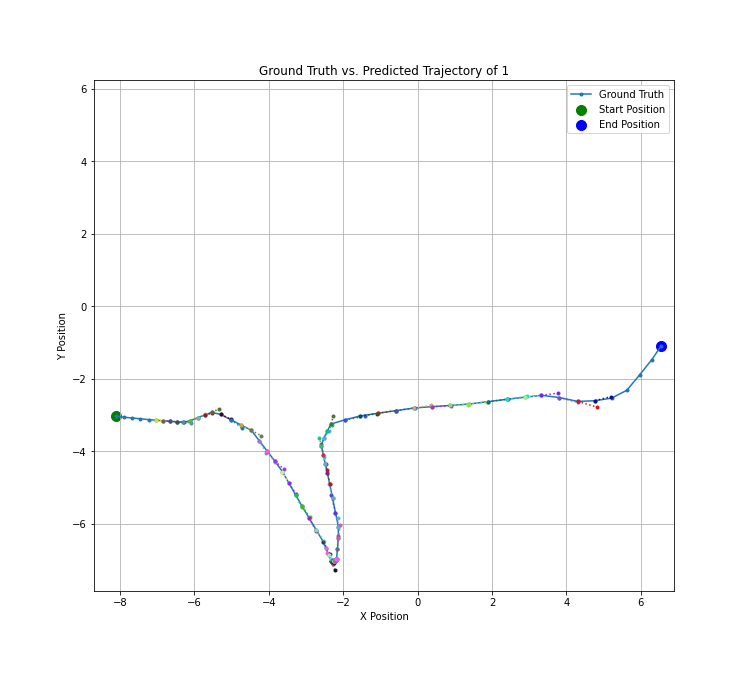 Ground Truth vs. Predicted Trajectory of 1
Ground Truth
Start Position
End Position
6
4
2
0
−2
−4
−6
Y Position
−8 −6 −4 −2 0 2 4 6
X Position